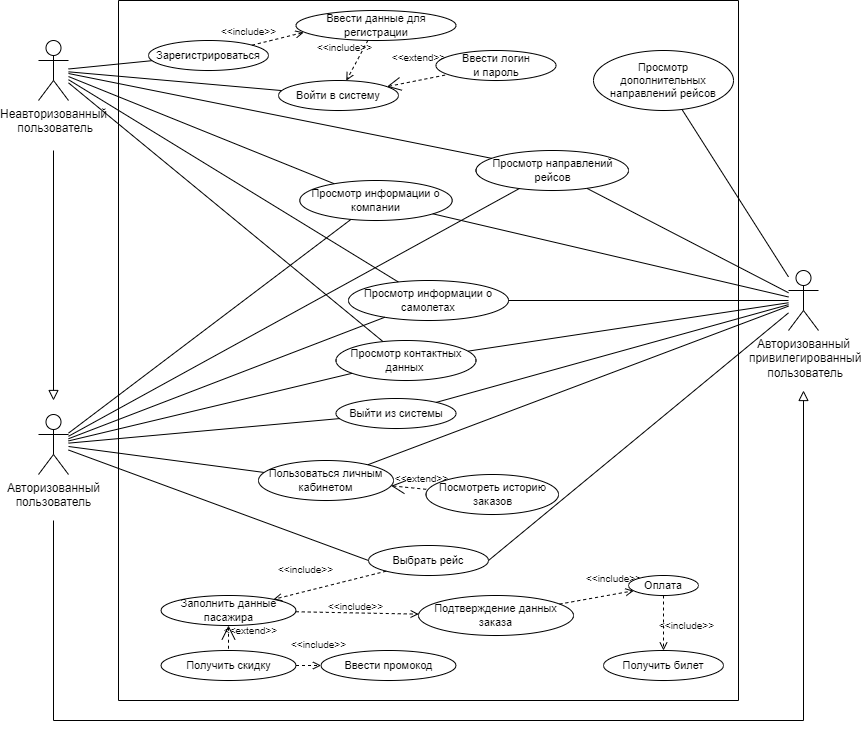 Ввести данные для
регистрации
<<include>>
Зарегистрироваться
<<include>>
<<extend>>
Ввести логин
и пароль
Войти в систему
Просмотр
дополнительных
направлений рейсов
Неавторизованный
пользователь
Просмотр направлений
рейсов
Просмотр информации о
компании
Просмотр информации о
самолетах
Авторизованный
привилегированный
пользователь
Просмотр контактных
данных
Выйти из системы
Пользоваться личным
кабинетом
<<extend>>
Посмотреть историю
заказов
Авторизованный
пользователь
Выбрать рейс
<<include>>
<<include>>
Оплата
Заполнить данные
пасажира
<<include>>
Подтверждение данных
заказа
<<include>>
<<extend>>
<<include>>
Получить скидку
Ввести промокод
Получить билет